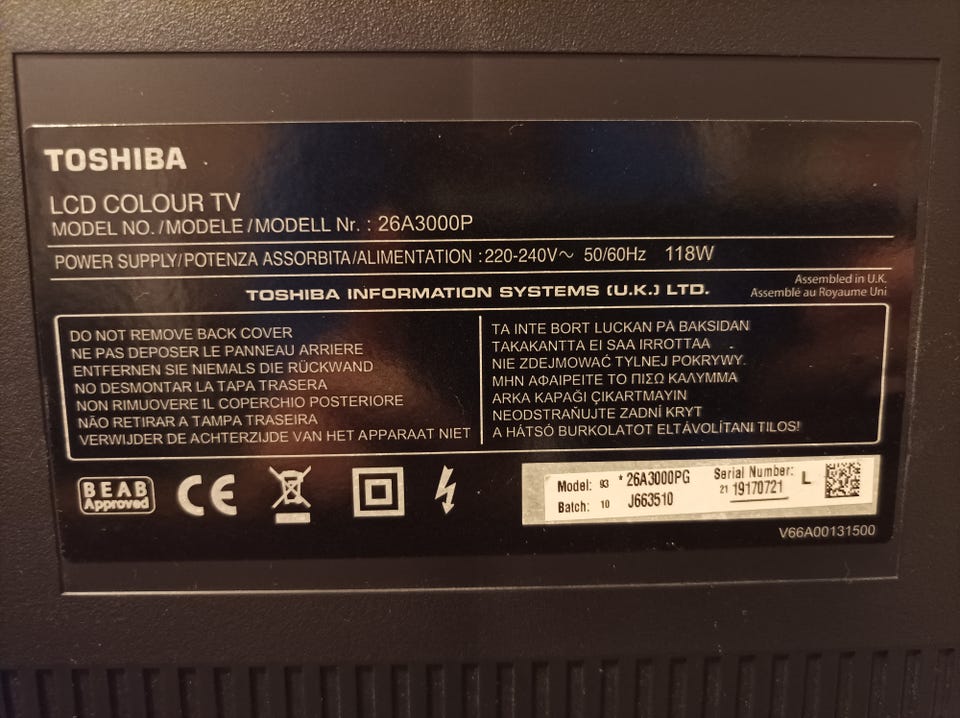 TOSHIBA
LCD COLOUR TV
MODEL NO./MODELE/MODELL Nr. : 26A3000P
POWER SUPPLY/POTENZA ASSORBITA/ALIMENTATION :220-240V~ 50/60Hz 118W
TOSHIBA INFORMATION SYSTEMS (U.K.) LTD.
Assembled in U.K.
Assemblé au Royaume Uni
DO NOT REMOVE BACK COVER
NE PAS DEPOSER LE PANNEAU ARRIERE
ENTFERNEN SIE NIEMALS DIE RÜCKWAND
NO DESMONTAR LA TAPA TRASERA
NON RIMUOVERE IL COPERCHIO POSTERIORE
NÃO RETIRAR A TAMPA TRASEIRA
VERWIJDER DE ACHTERZIJDE VAN HET APPARAAT NIET
TA INTE BORT LUCKAN PÅ BAKSIDAN
TAKAKANTTA EI SAA IRROTTAA
NIE ZDEJMOWAĆ TYLNEJ POKRYWY.
ΜΗΝ ΑΦΑΙΡΕΙΤΕ ΤΟ ΠΙΣΩ ΚΑΛΥΜΜΑ
ARKA KAPAĞI ÇIKARTMAYIN
NEODSTRAŇUJTE ZADNÍ KRYT
A HÁTSÓ BURKOLATOT ELTÁVOLÍTANI TILOS!
BEAB
Approved
CE
Model: 93 * 26A3000PG
Batch: 10 J663510
Serial Number:
21 19170721 L
V66A00131500